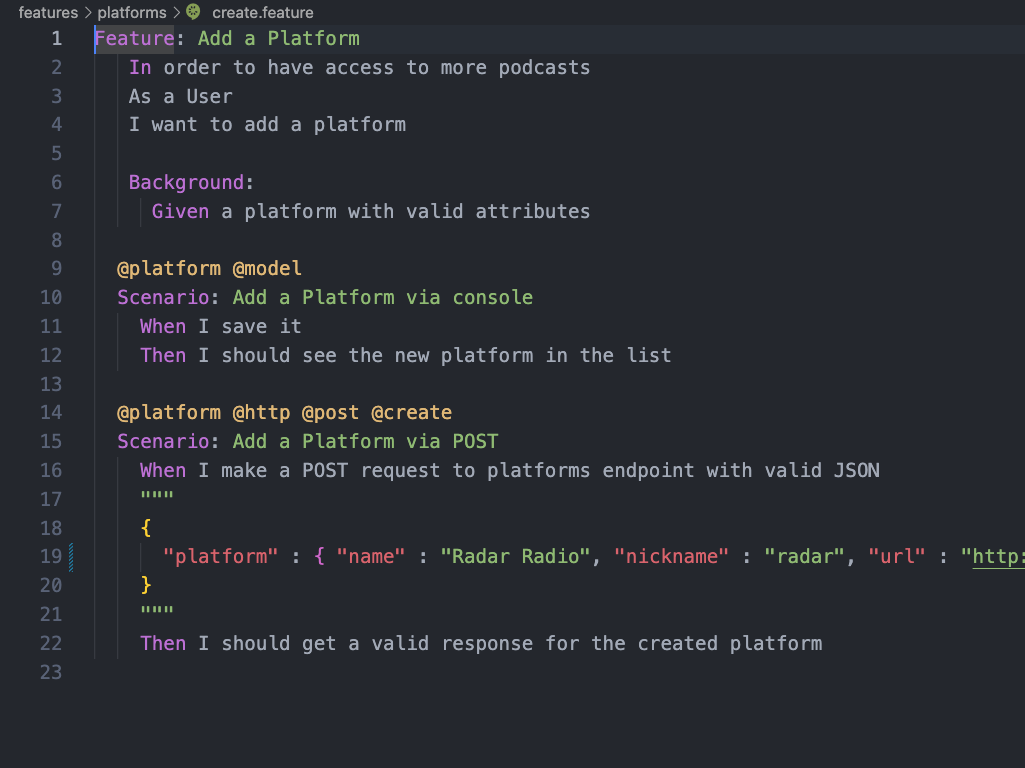 features > platforms > create.feature
1 Feature: Add a Platform
2 In order to have access to more podcasts
3 As a User
4 I want to add a platform
5
6 Background:
7 Given a platform with valid attributes
8
9 @platform @model
10 Scenario: Add a Platform via console
11 When I save it
12 Then I should see the new platform in the list
13
14 @platform @http @post @create
15 Scenario: Add a Platform via POST
16 When I make a POST request to platforms endpoint with valid JSON
17 """
18 {
19 "platform" : { "name" : "Radar Radio", "nickname" : "radar", "url" : "http:
20 }
21 """
22 Then I should get a valid response for the created platform
23